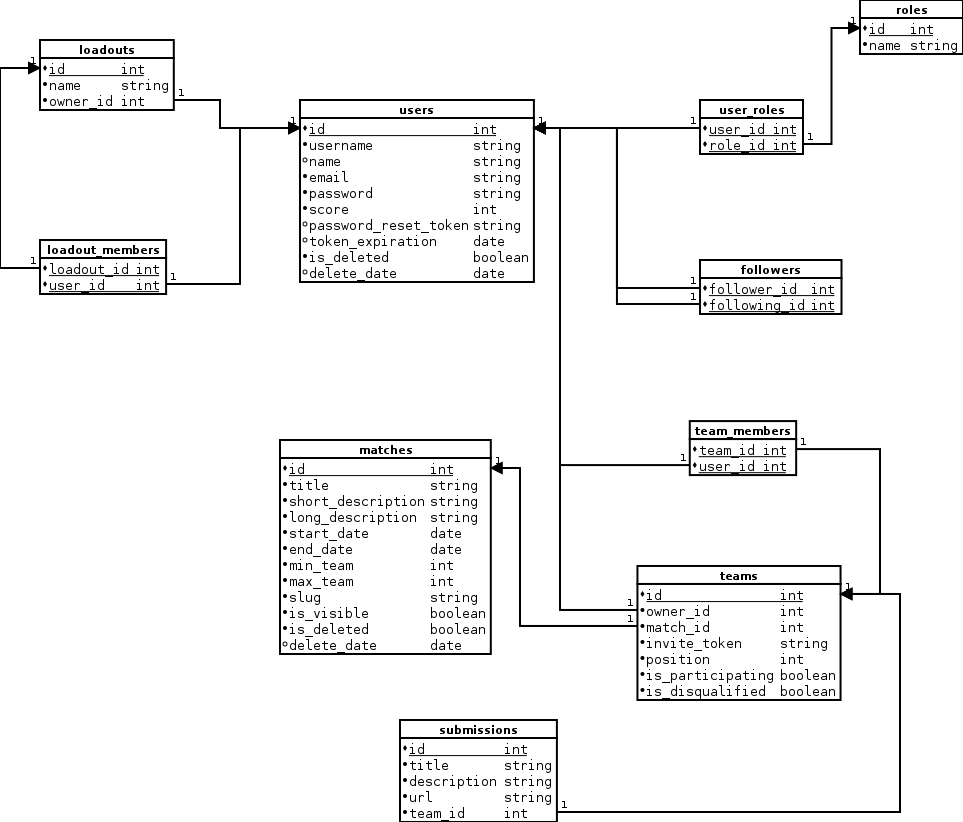 roles
id int
name string
loadouts
id int
name string
owner_id int
1
1
1
users
id int
username string
name string
email string
password string
score int
password_reset_token string
token_expiration date
is_deleted boolean
delete_date date
1
1
user_roles
user_id int
role_id int
1
1
loadout_members
loadout_id int
user_id int
1
1
followers
follower_id int
following_id int
1
1
team_members
team_id int
user_id int
1
1
matches
id int
title string
short_description string
long_description string
start_date date
end_date date
min_team int
max_team int
slug string
is_visible boolean
is_deleted boolean
delete_date date
1
teams
id int
owner_id int
match_id int
invite_token string
position int
is_participating boolean
is_disqualified boolean
1
1
1
submissions
id int
title string
description string
url string
team_id int
1